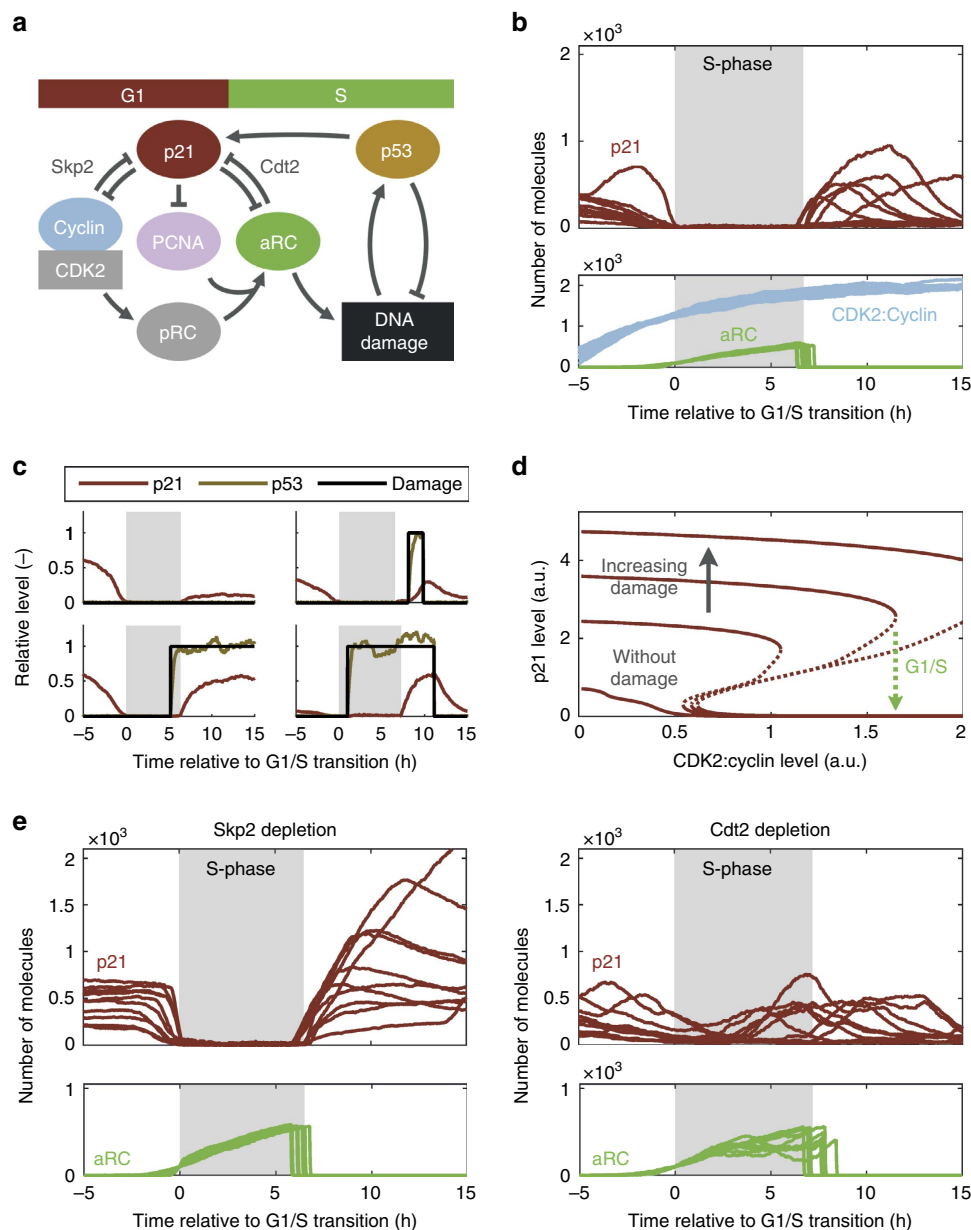 a
G1 S
p21 p53
Skp2 Cdt2
Cyclin PCNA aRC
CDK2
pRC
DNA
damage
b
×10³
2
1
0
S-phase
p21
Number of molecules
×10³
2
1
0
CDK2:Cyclin
aRC
−5 0 5 10 15
Time relative to G1/S transition (h)
c
p21 p53 Damage
Relative level (–)
1
0.5
0
1
0.5
0
−5 0 5 10 15
−5 0 5 10 15
Time relative to G1/S transition (h)
d
p21 level (a.u.)
4
2
0
Increasing
damage
Without
damage
G1/S
0 0.5 1 1.5 2
CDK2:cyclin level (a.u.)
e
Skp2 depletion
×10³
2
1.5
1
0.5
0
S-phase
p21
Number of molecules
1
0
aRC
−5 0 5 10 15
Time relative to G1/S transition (h)
Cdt2 depletion
×10³
2
1.5
1
0.5
0
S-phase
p21
Number of molecules
×10³
1
0
aRC
−5 0 5 10 15
Time relative to G1/S transition (h)